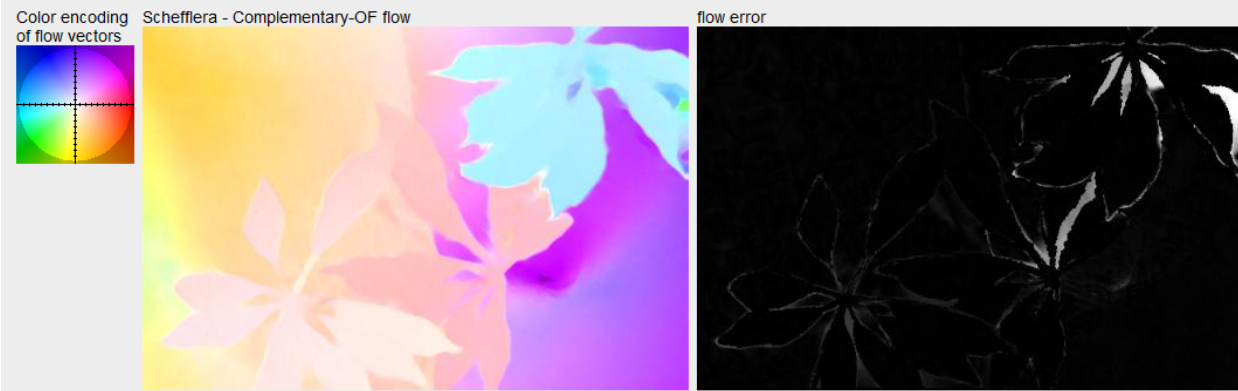 Color encoding
of flow vectors
Schefflera - Complementary-OF flow
flow error